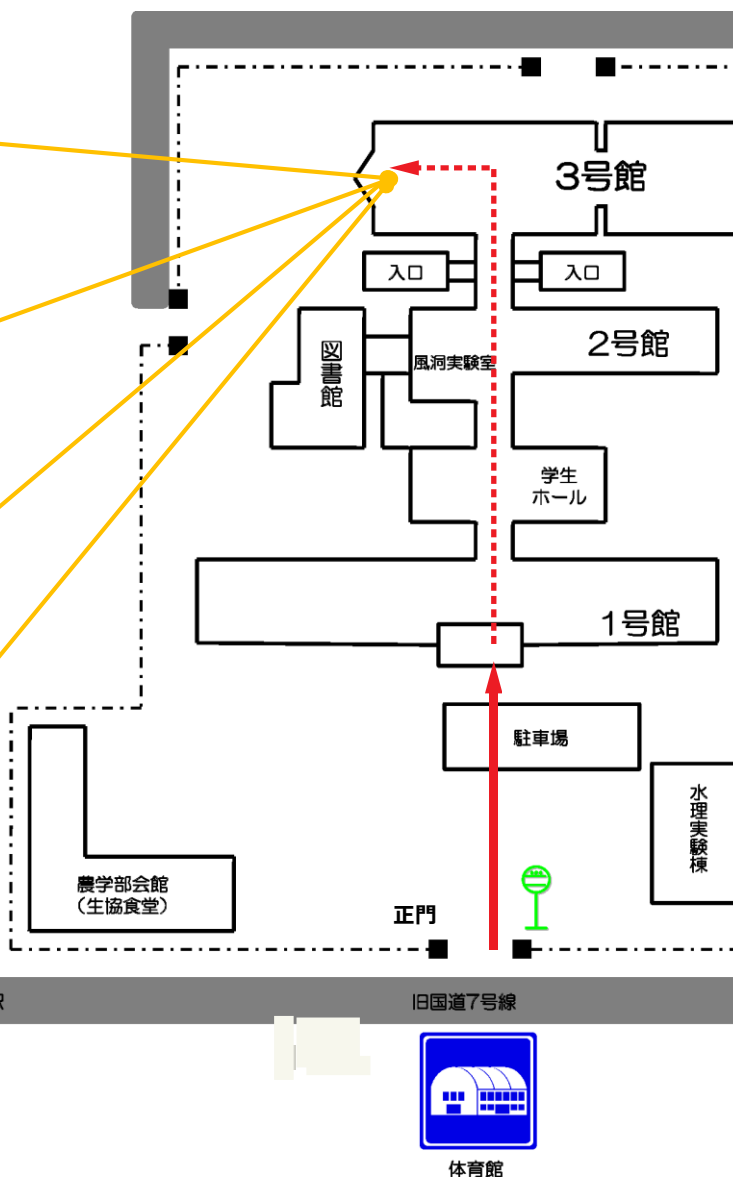 3号館
入口
入口
図書館
風洞実験室
2号館
学生
ホール
1号館
駐車場
水理実験棟
農学部会館
（生協食堂）
正門
旧国道7号線
体育館